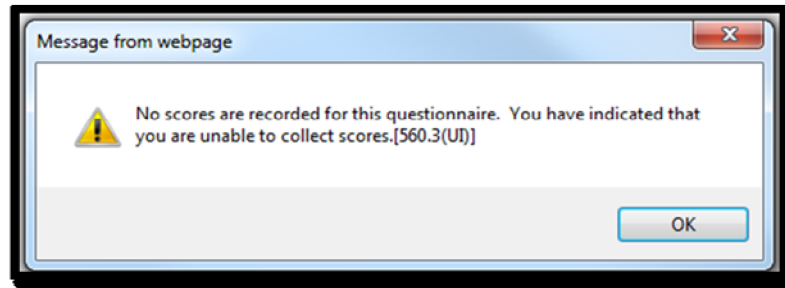 Message from webpage
No scores are recorded for this questionnaire.  You have indicated that
you are unable to collect scores.[560.3(UI)]
OK